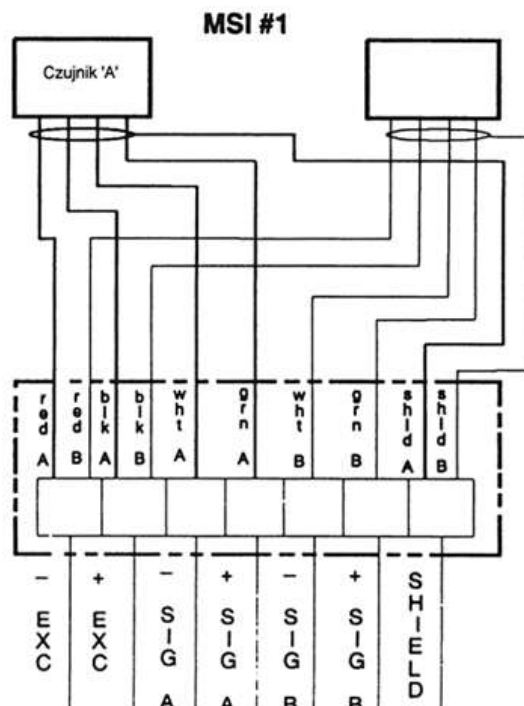 MSI #1
Czujnik 'A'
red A
red B
blk A
blk B
wht A
grn A
wht B
grn B
shld A
shld B
− EXC
+ EXC
− SIG A
+ SIG A
− SIG B
+ SIG B
SHIELD